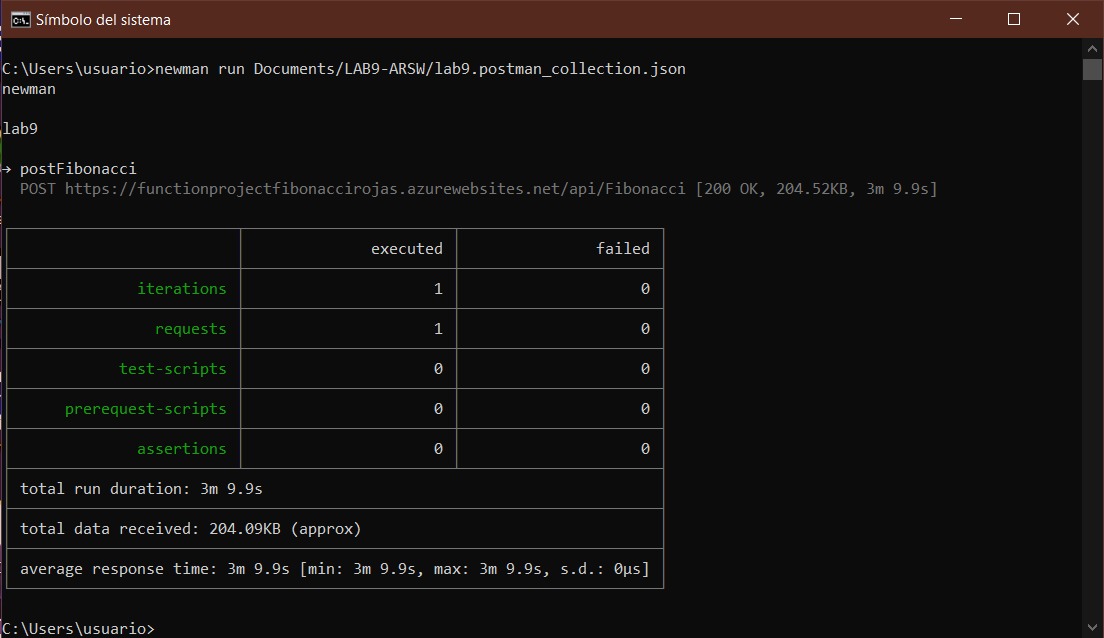 Símbolo del sistema
C:\Users\usuario>newman run Documents/LAB9-ARSW/lab9.postman_collection.json
newman
lab9
→ postFibonacci
POST https://functionprojectfibonaccirojas.azurewebsites.net/api/Fibonacci [200 OK, 204.52KB, 3m 9.9s]
executed failed
iterations 1 0
requests 1 0
test-scripts 0 0
prerequest-scripts 0 0
assertions 0 0
total run duration: 3m 9.9s
total data received: 204.09KB (approx)
average response time: 3m 9.9s [min: 3m 9.9s, max: 3m 9.9s, s.d.: 0µs]
C:\Users\usuario>